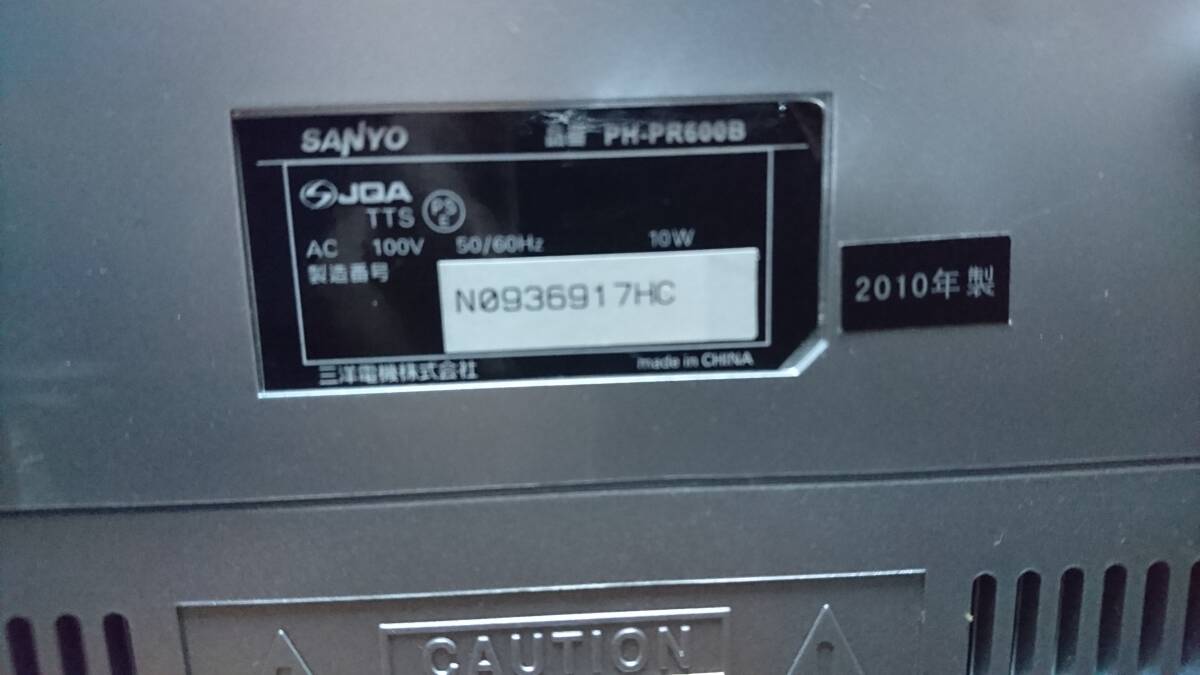 SANYO 品番 PH-PR600B
JQA
TTS PS E
AC 100V 50/60Hz 10W
製造番号
N0936917HC
三洋電機株式会社 made in CHINA
2010年製
CAUTION